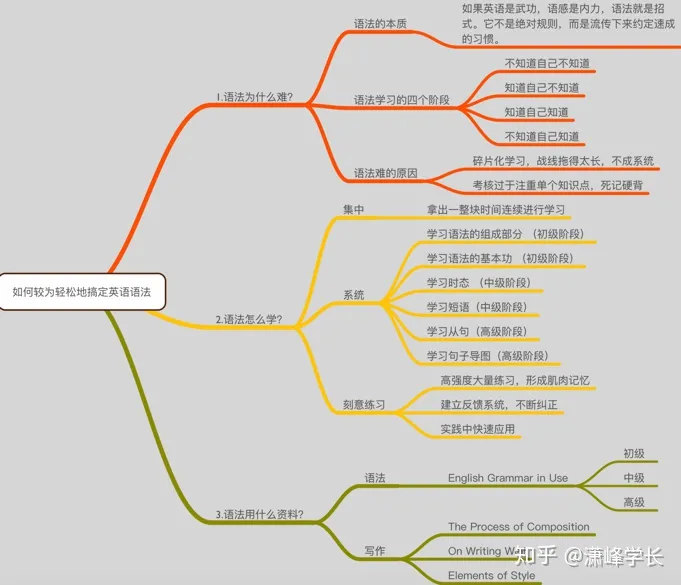 如何较为轻松地搞定英语语法
1.语法为什么难？
语法的本质
如果英语是武功，语感是内力，语法就是招
式。它不是绝对规则，而是流传下来约定速成
的习惯。
语法学习的四个阶段
不知道自己不知道
知道自己不知道
知道自己知道
不知道自己知道
语法难的原因
碎片化学习，战线拖得太长，不成系统
考核过于注重单个知识点，死记硬背
2.语法怎么学？
集中
拿出一整块时间连续进行学习
系统
学习语法的组成部分 （初级阶段）
学习语法的基本功 （初级阶段）
学习时态 （中级阶段）
学习短语（中级阶段）
学习从句（高级阶段）
学习句子导图（高级阶段）
刻意练习
高强度大量练习，形成肌肉记忆
建立反馈系统，不断纠正
实践中快速应用
3.语法用什么资料？
语法
English Grammar in Use
初级
中级
高级
写作
The Process of Composition
On Writing
Elements of Style
知乎 @潇峰学长